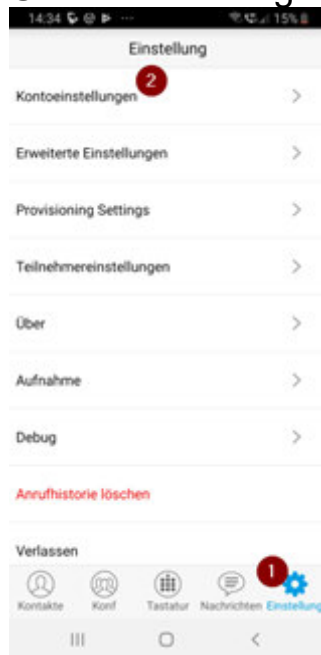 14:34
15%
Einstellung
2
Kontoeinstellungen
Erweiterte Einstellungen
Provisioning Settings
Teilnehmereinstellungen
Über
Aufnahme
Debug
Anrufhistorie löschen
Verlassen
1
Kontakte Konf Tastatur Nachrichten Einstellung